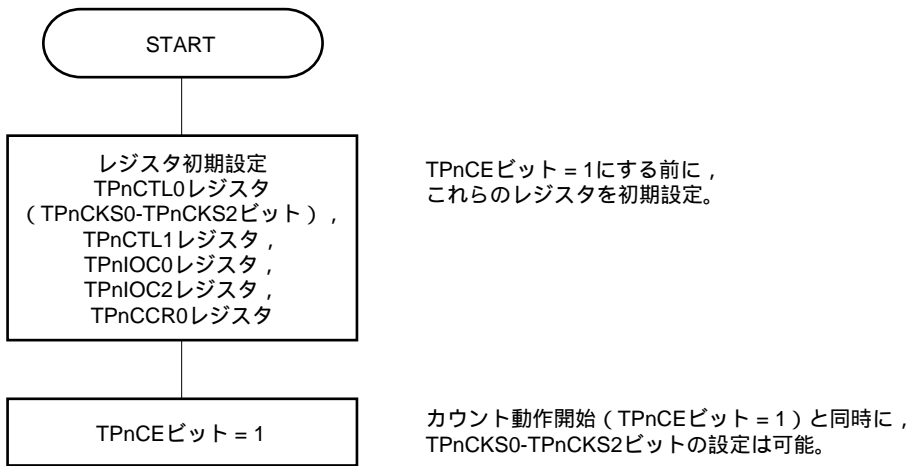 START
レジスタ初期設定
TPnCTL0レジスタ
（TPnCKS0-TPnCKS2ビット），
TPnCTL1レジスタ，
TPnIOC0レジスタ，
TPnIOC2レジスタ，
TPnCCR0レジスタ
TPnCEビット = 1にする前に，
これらのレジスタを初期設定。
TPnCEビット = 1
カウント動作開始（TPnCEビット = 1）と同時に，
TPnCKS0-TPnCKS2ビットの設定は可能。